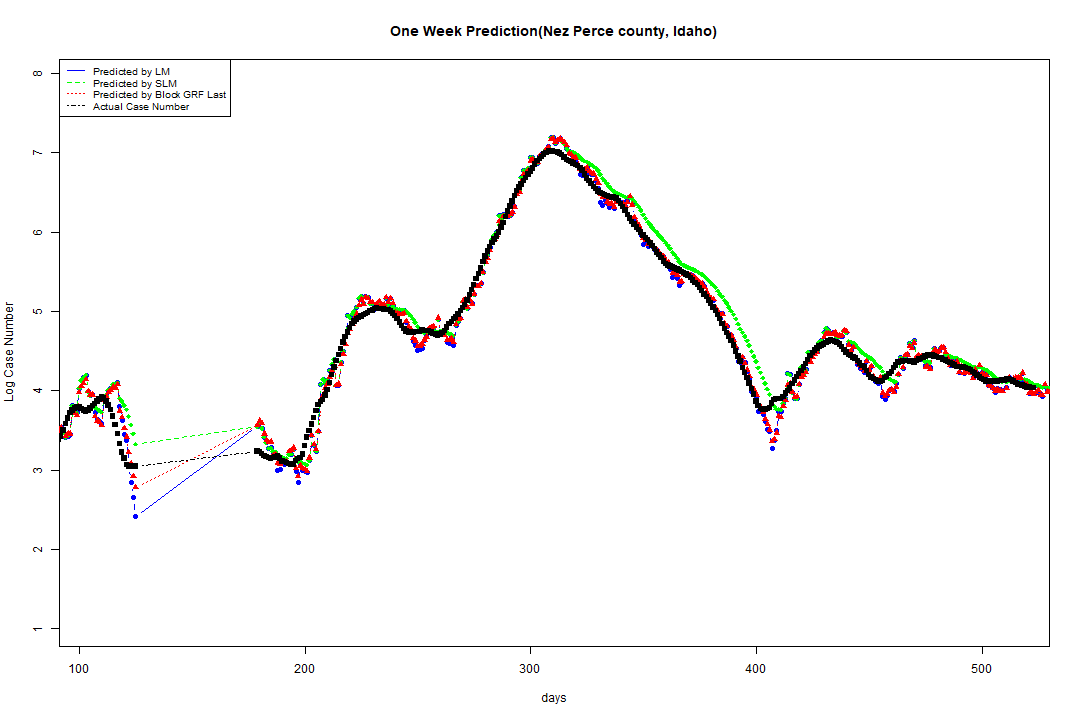 One Week Prediction(Nez Perce county, Idaho)
Predicted by LM
Predicted by SLM
Predicted by Block GRF Last
Actual Case Number
8
7
6
5
4
3
2
1
Log Case Number
100 200 300 400 500
days